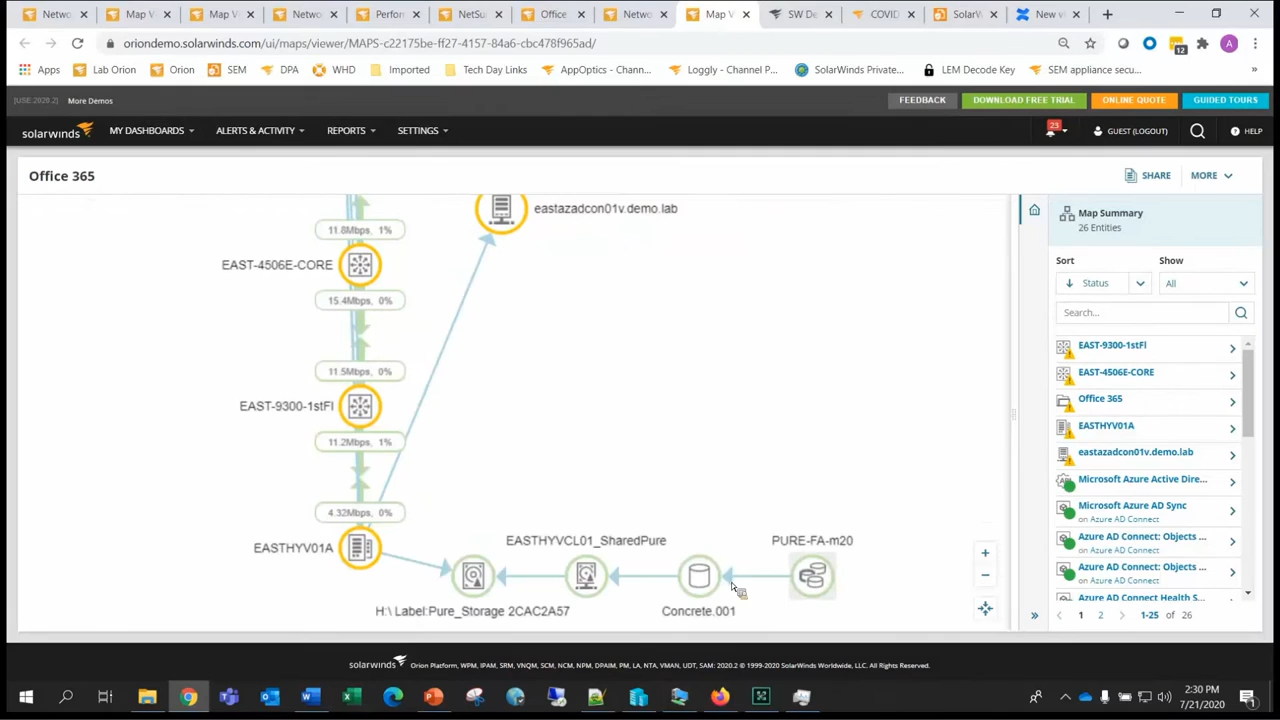 Netwo
Map V
Map V
Netwo
Perfor
NetSu
Office
Netwo
Map V
SW De
COVID
SolarW
New v
oriondemo.solarwinds.com/ui/maps/viewer/MAPS-c22175be-ff27-4157-84a6-cbc478f965ad/
12
A
Apps
Lab Orion
Orion
SEM
DPA
WHD
Imported
Tech Day Links
AppOptics - Chann...
Loggly - Channel P...
SolarWinds Private...
LEM Decode Key
SEM appliance secu...
»
[USE.2020.2]
More Demos
FEEDBACK
DOWNLOAD FREE TRIAL
ONLINE QUOTE
GUIDED TOURS
solarwinds
MY DASHBOARDS
ALERTS & ACTIVITY
REPORTS
SETTINGS
23
GUEST (LOGOUT)
HELP
Office 365
SHARE
MORE
eastazadcon01v.demo.lab
11.8Mbps, 1%
EAST-4506E-CORE
15.4Mbps, 0%
11.5Mbps, 0%
EAST-9300-1stFl
11.2Mbps, 1%
4.32Mbps, 0%
EASTHYV01A
EASTHYVCL01_SharedPure
PURE-FA-m20
H:\ Label:Pure_Storage 2CAC2A57
Concrete.001
Map Summary
26 Entities
Sort
Show
Status
All
Search...
EAST-9300-1stFl
EAST-4506E-CORE
Office 365
EASTHYV01A
eastazadcon01v.demo.lab
Microsoft Azure Active Dire...
Microsoft Azure AD Sync
on Azure AD Connect
Azure AD Connect: Objects ...
on Azure AD Connect
Azure AD Connect: Objects ...
on Azure AD Connect
Azure AD Connect Health S...
1
2
1-25 of 26
solarwinds Orion Platform, WPM, IPAM, SRM, VNQM, SCM, NCM, NPM, DPAIM, PM, LA, NTA, VMAN, UDT, SAM: 2020.2 © 1999-2020 SolarWinds Worldwide, LLC. All Rights Reserved.
2:30 PM
7/21/2020
1